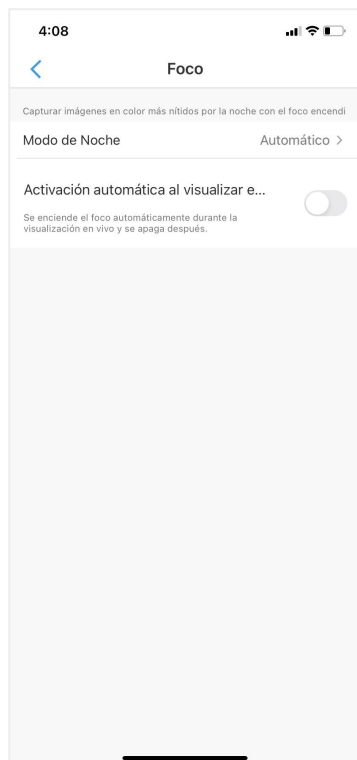 4:08
Foco
Capturar imágenes en color más nítidos por la noche con el foco encendi
Modo de Noche Automático >
Activación automática al visualizar e...
Se enciende el foco automáticamente durante la
visualización en vivo y se apaga después.